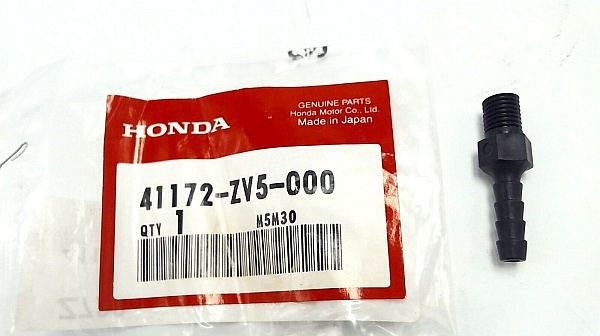 GENUINE PARTS
Honda Motor Co., Ltd.
Made in Japan
HONDA
41172-ZV5-000
QTY 1 M5M30